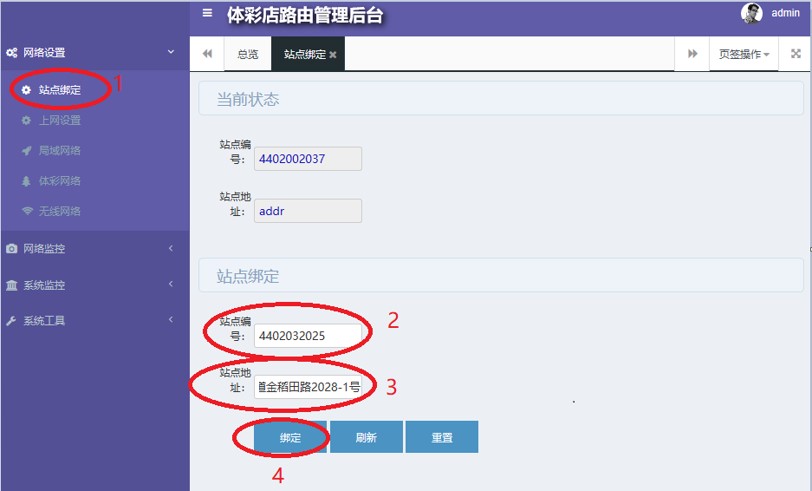 体彩店路由管理后台
admin
网络设置
总览
站点绑定
页签操作
站点绑定
1
上网设置
局域网络
体彩网络
无线网络
网络监控
系统监控
系统工具
当前状态
站点编
号：
4402002037
站点地
址：
addr
站点绑定
站点编
号：
4402032025
2
站点地
址：
金稻田路2028-1号
3
绑定
刷新
重置
4